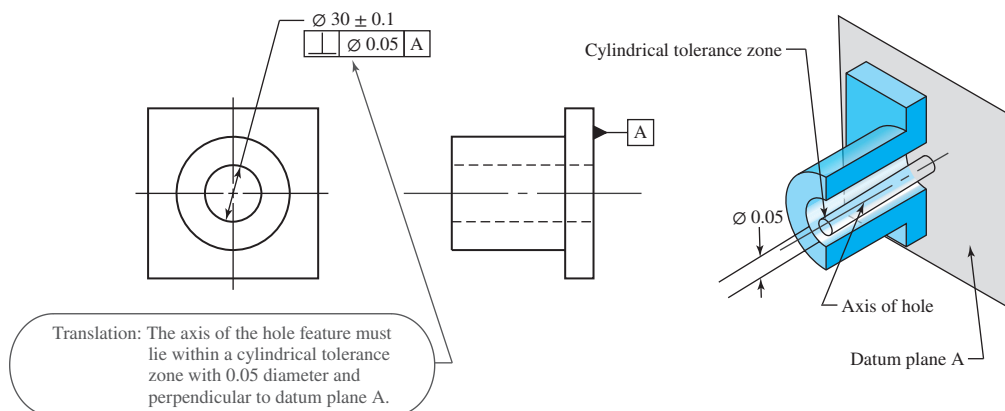 ∅ 30 ± 0.1
⊥ ∅ 0.05 A
A
Translation: The axis of the hole feature must
lie within a cylindrical tolerance
zone with 0.05 diameter and
perpendicular to datum plane A.
Cylindrical tolerance zone
∅ 0.05
Axis of hole
Datum plane A